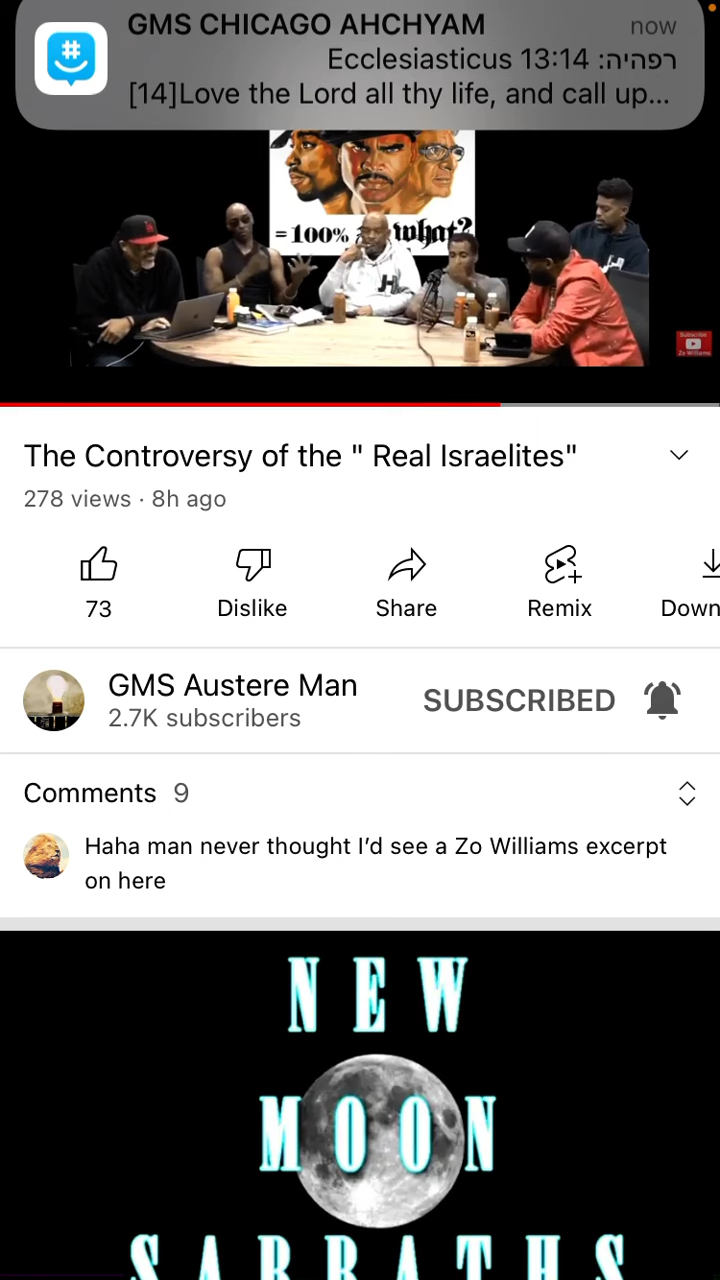 GMS CHICAGO AHCHYAM
now
רפהיה: Ecclesiasticus 13:14
[14]Love the Lord all thy life, and call up...
=100%
what?
Subscribe
Zo Williams
The Controversy of the " Real Israelites"
278 views · 8h ago
73
Dislike
Share
Remix
Down
GMS Austere Man
2.7K subscribers
SUBSCRIBED
Comments 9
Haha man never thought I’d see a Zo Williams excerpt
on here
NEW
MOON
SABBATHS